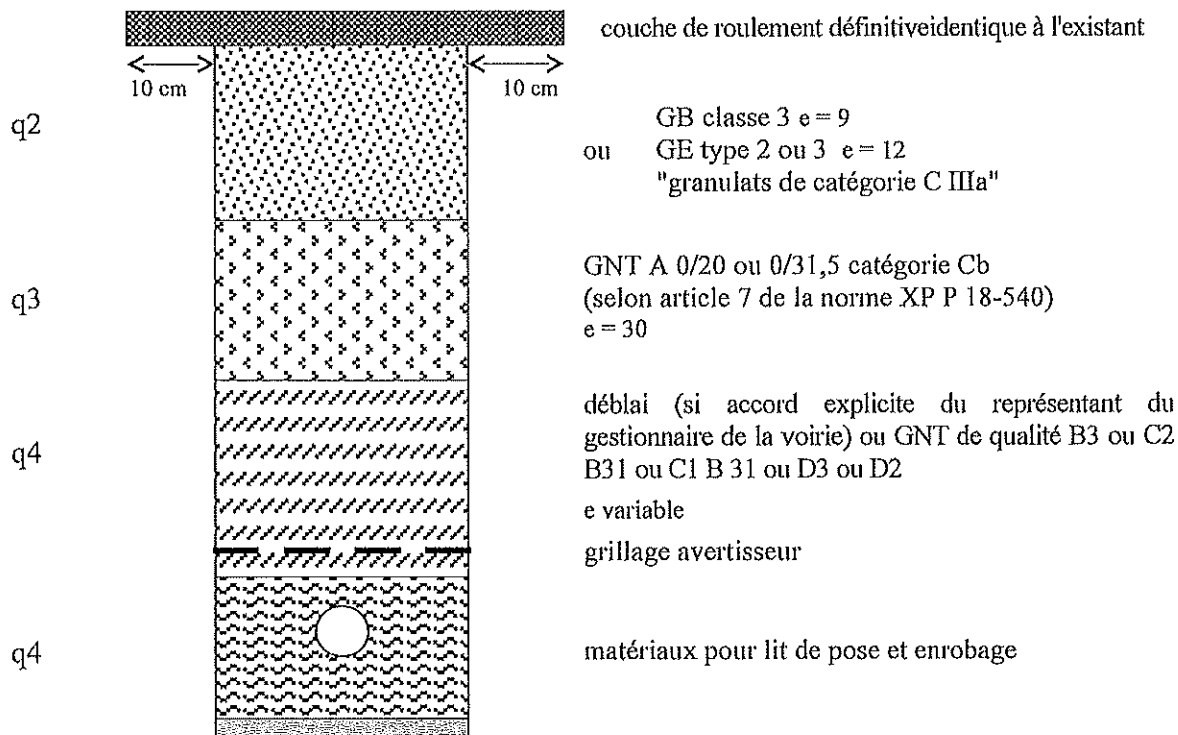 couche de roulement définitiveidentique à l'existant
10 cm
10 cm
q2
GB classe 3 e = 9
ou GE type 2 ou 3 e = 12
"granulats de catégorie C IIIa"
q3
GNT A 0/20 ou 0/31,5 catégorie Cb
(selon article 7 de la norme XP P 18-540)
e = 30
q4
déblai (si accord explicite du représentant du
gestionnaire de la voirie) ou GNT de qualité B3 ou C2
B31 ou C1 B 31 ou D3 ou D2
e variable
grillage avertisseur
q4
matériaux pour lit de pose et enrobage